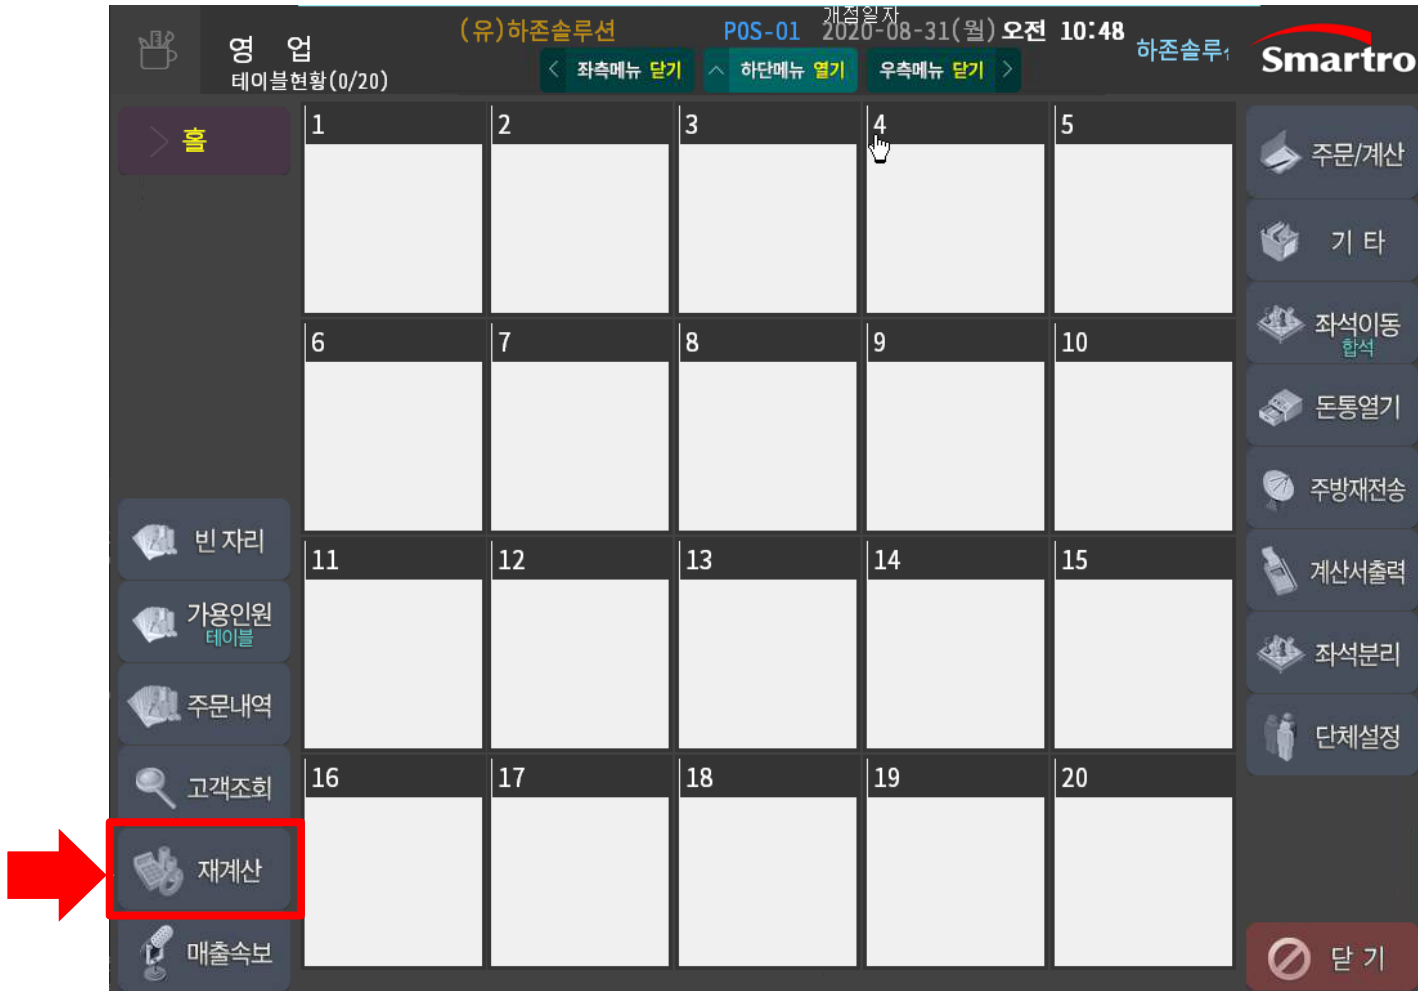 영 업
테이블현황(0/20)
(유)하존솔루션
POS-01
개점일자
2020-08-31(월) 오전 10:48
하존솔루
Smartro
< 좌측메뉴 닫기
하단메뉴 열기
우측메뉴 닫기 >
> 홀
1
2
3
4
5
6
7
8
9
10
11
12
13
14
15
16
17
18
19
20
빈 자리
가용인원
테이블
주문내역
고객조회
재계산
매출속보
주문/계산
기 타
좌석이동
합석
돈통열기
주방재전송
계산서출력
좌석분리
단체설정
닫 기